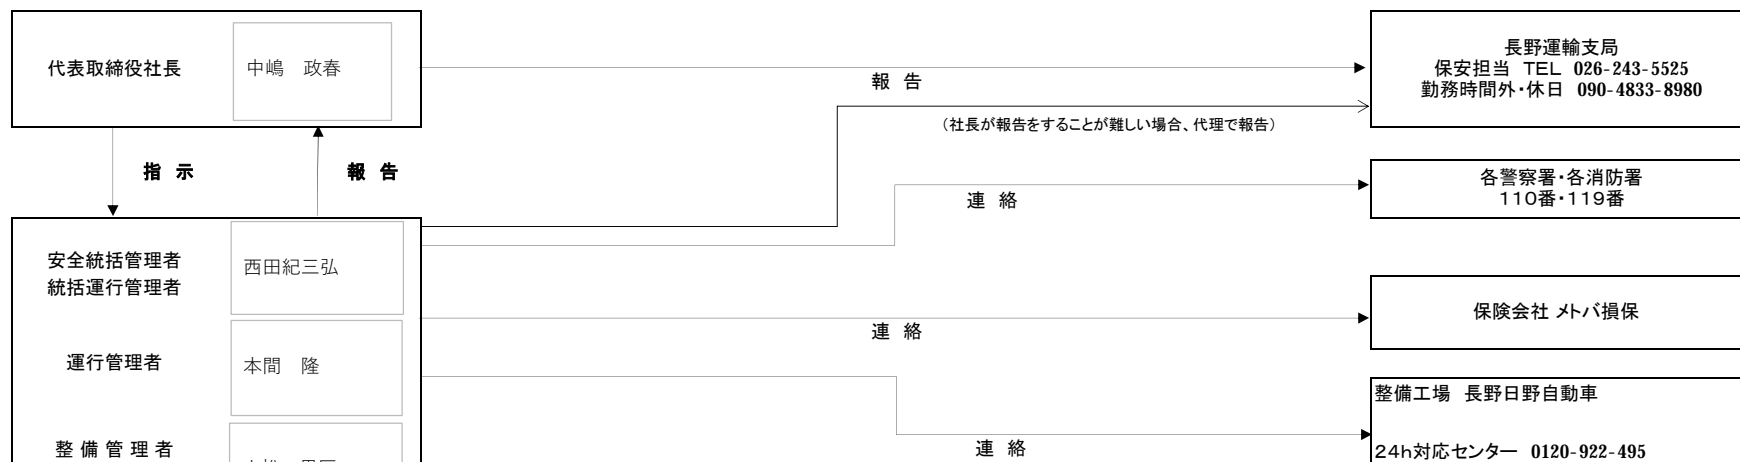 代表取締役社長
中嶋　政春
報 告
長野運輸支局
保安担当 TEL 026-243-5525
勤務時間外・休日 090-4833-8980
（社長が報告をすることが難しい場合、代理で報告）
指 示
報 告
各警察署・各消防署
110番・119番
連 絡
安全統括管理者
統括運行管理者
西田紀三弘
保険会社 メトバ損保
連 絡
運行管理者
本間　隆
整備工場 長野日野自動車
整 備 管 理 者
連 絡
24h対応センター 0120-922-495